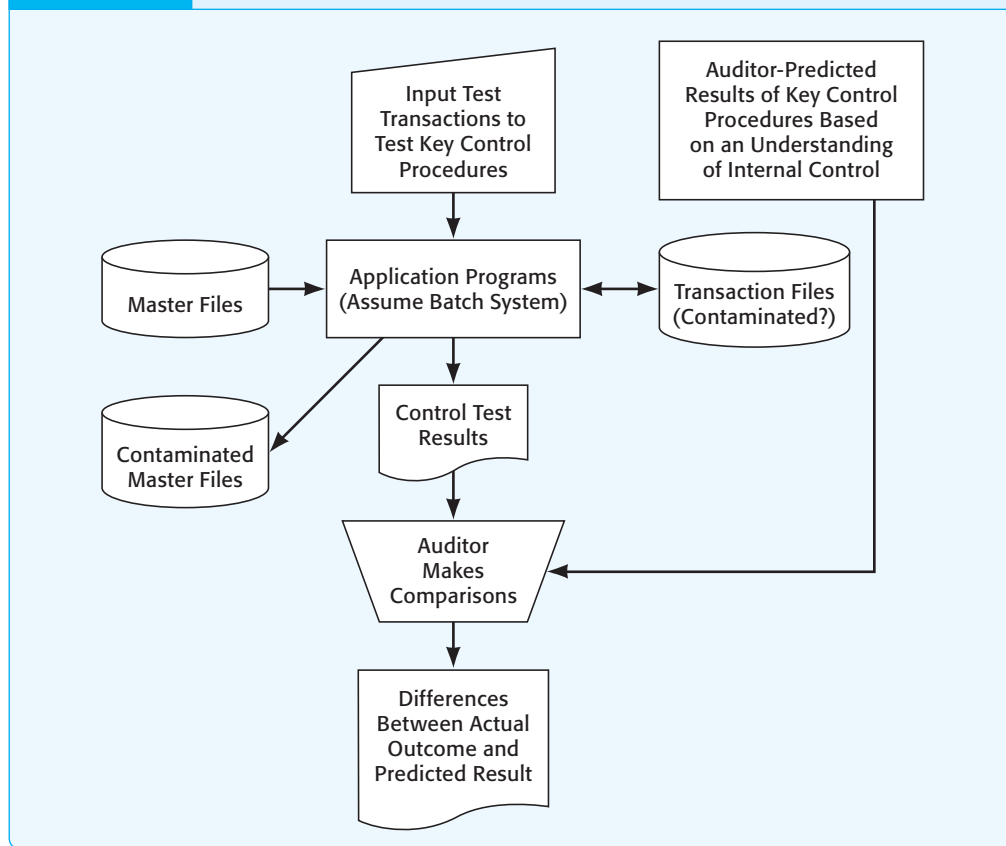 Input Test
Transactions to
Test Key Control
Procedures
Auditor-Predicted
Results of Key Control
Procedures Based
on an Understanding
of Internal Control
Master Files
Application Programs
(Assume Batch System)
Transaction Files
(Contaminated?)
Contaminated
Master Files
Control Test
Results
Auditor
Makes
Comparisons
Differences
Between Actual
Outcome and
Predicted Result